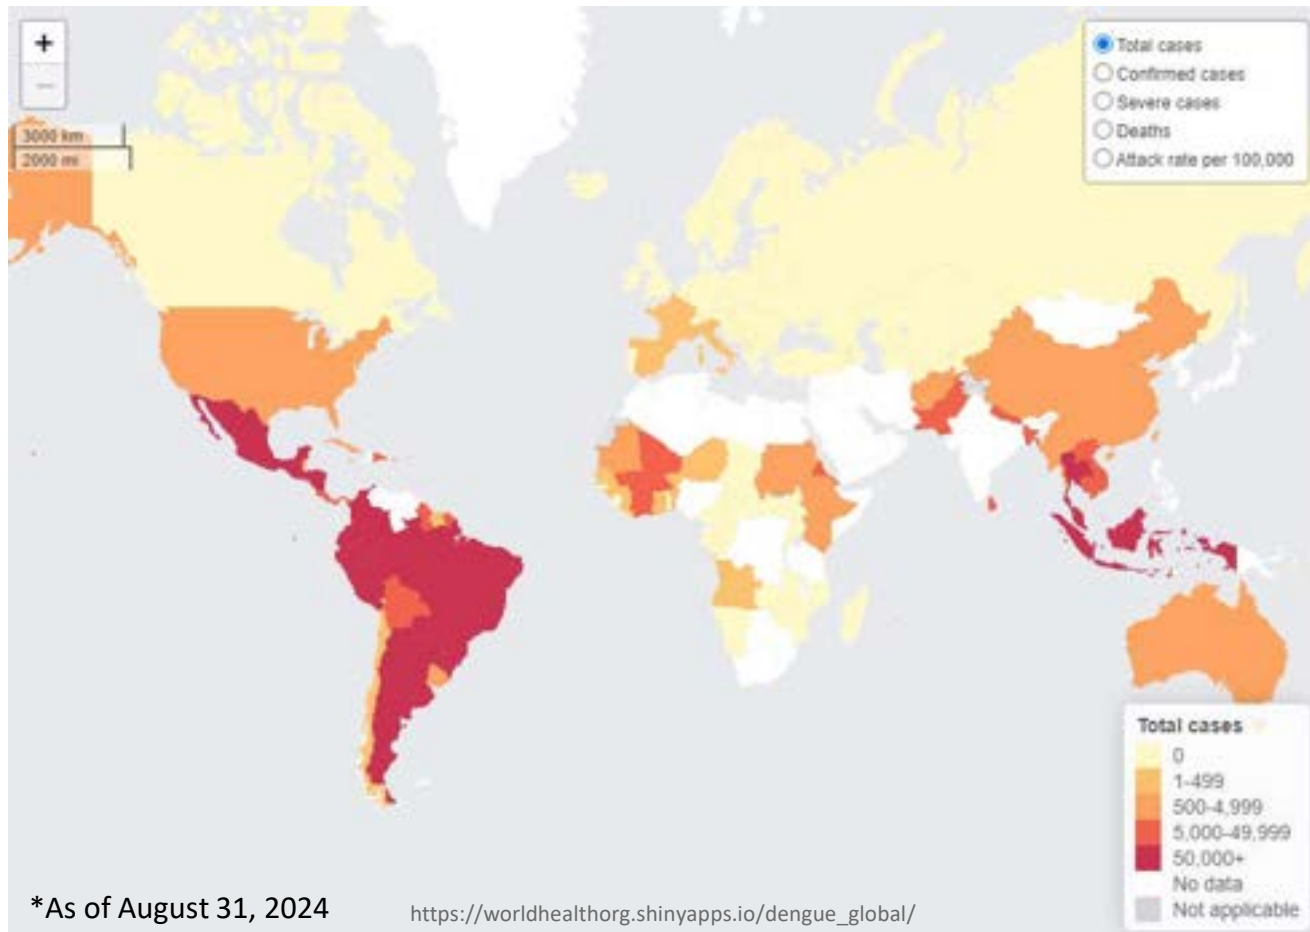 +
−
3000 km
2000 mi
Total cases
Confirmed cases
Severe cases
Deaths
Attack rate per 100,000
Total cases
0
1-499
500-4,999
5,000-49,999
50,000+
No data
Not applicable
*As of August 31, 2024
https://worldhealthorg.shinyapps.io/dengue_global/